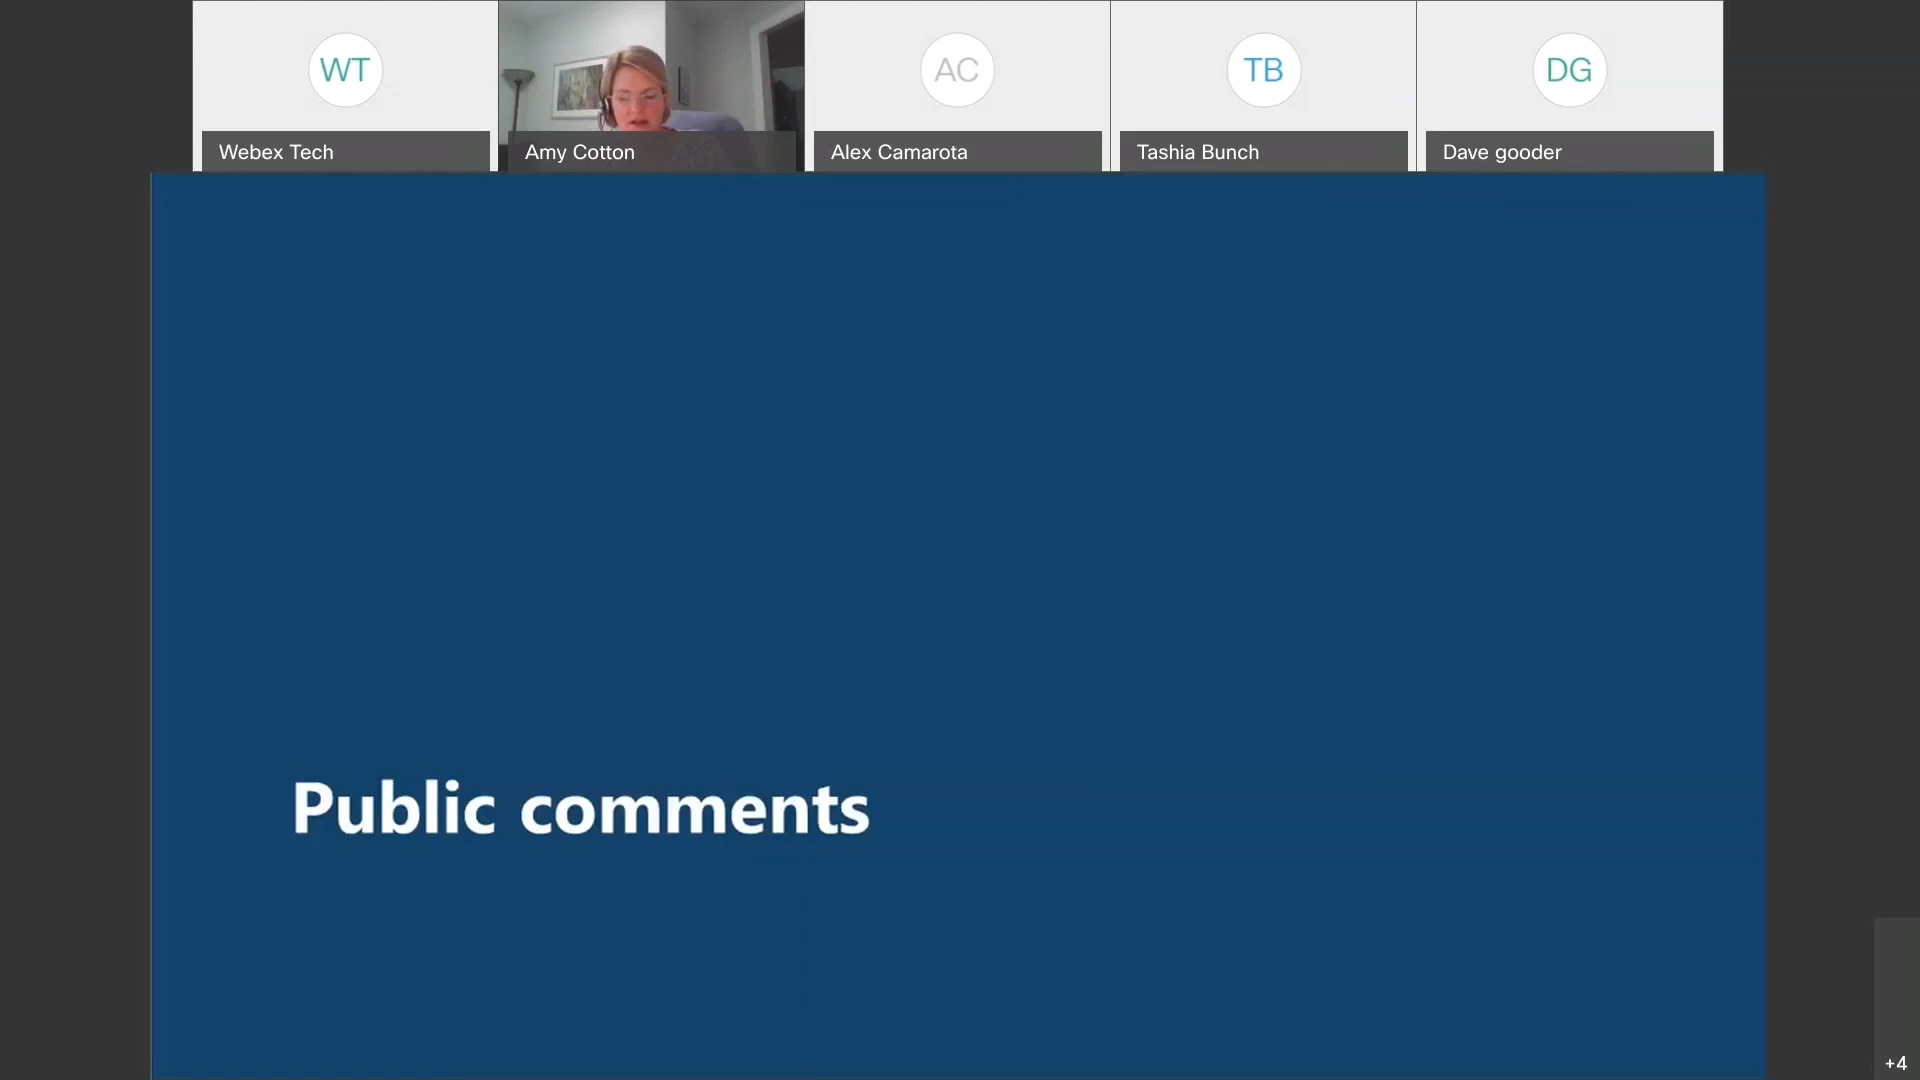 WT
AC
TB
DG
Webex Tech
Amy Cotton
Alex Camarota
Tashia Bunch
Dave gooder
Public comments
+4